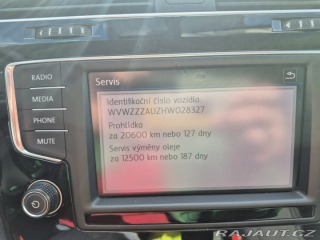 Servis
RADIO
MEDIA
PHONE
MUTE
Identifikační číslo vozidla
WVWZZZAUZHW028327
Prohlídka
za 20600 km nebo 127 dny
Servis výměny oleje
za 12500 km nebo 187 dny
RAJAUT.CZ